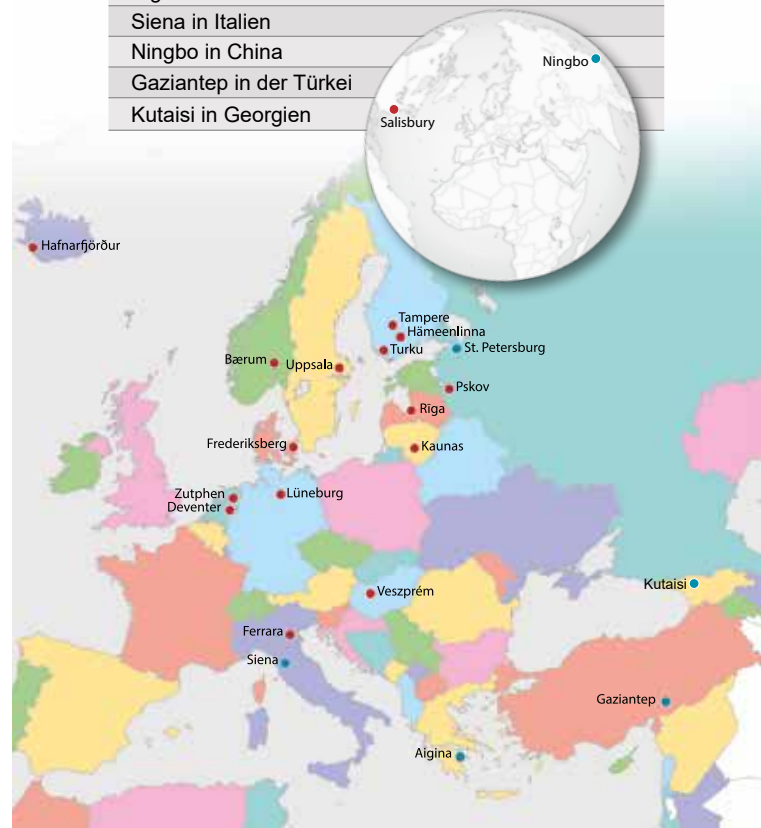 Siena in Italien
Ningbo in China
Gaziantep in der Türkei
Kutaisi in Georgien
Ningbo
Salisbury
Hafnarfjörður
Tampere
Hämeenlinna
Turku
St. Petersburg
Bærum
Uppsala
Pskov
Rīga
Frederiksberg
Kaunas
Zutphen
Lüneburg
Deventer
Kutaisi
Veszprém
Ferrara
Siena
Gaziantep
Aigina